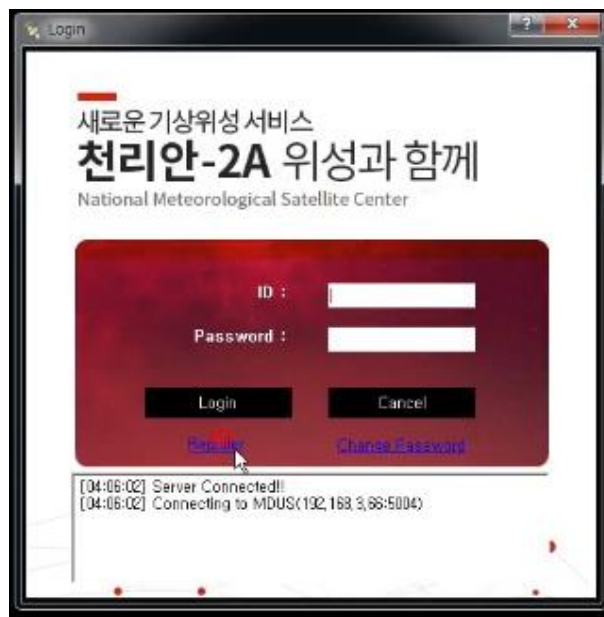 Login
새로운 기상위성 서비스
천리안-2A 위성과 함께
National Meteorological Satellite Center
ID :
Password :
Login Cancel
Register Change Password
[04:06:02] Server Connected!!
[04:06:02] Connecting to MDUS(192,168,3,66:5004)